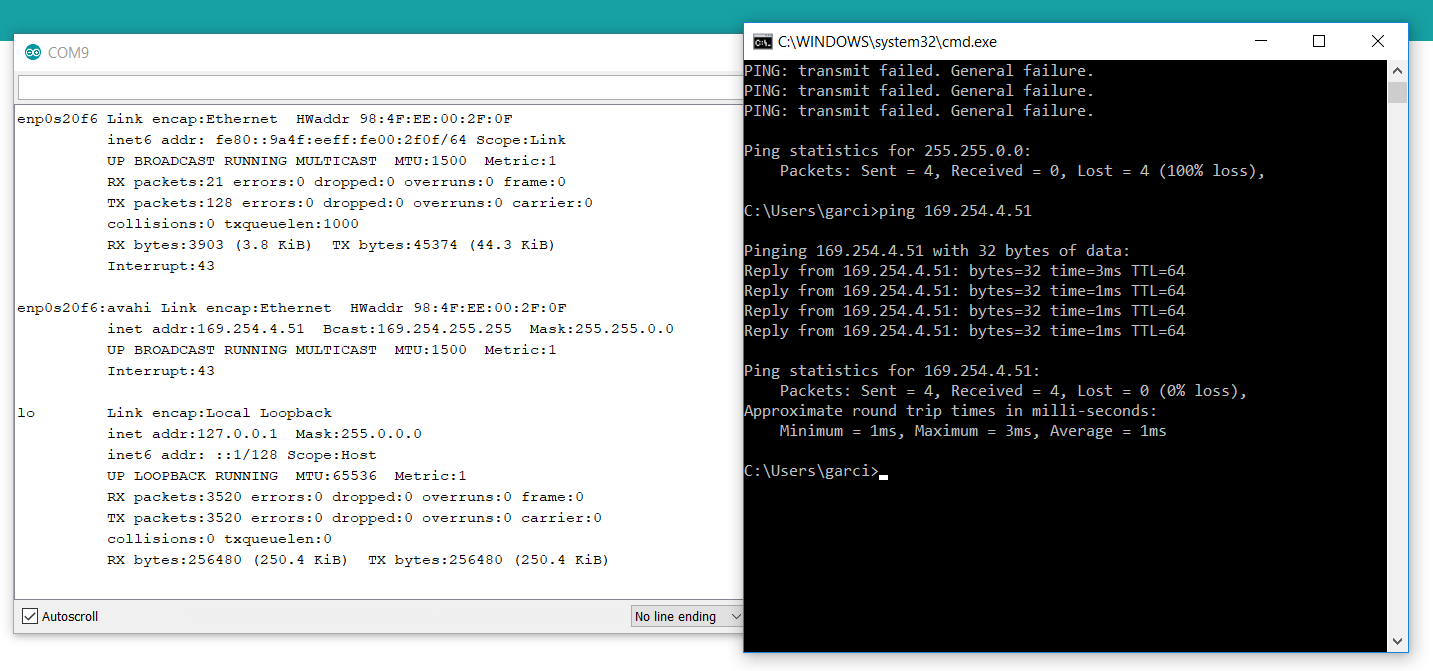 COM9
enp0s20f6 Link encap:Ethernet  HWaddr 98:4F:EE:00:2F:0F
inet6 addr: fe80::9a4f:eeff:fe00:2f0f/64 Scope:Link
UP BROADCAST RUNNING MULTICAST  MTU:1500  Metric:1
RX packets:21 errors:0 dropped:0 overruns:0 frame:0
TX packets:128 errors:0 dropped:0 overruns:0 carrier:0
collisions:0 txqueuelen:1000
RX bytes:3903 (3.8 KiB)  TX bytes:45374 (44.3 KiB)
Interrupt:43
enp0s20f6:avahi Link encap:Ethernet  HWaddr 98:4F:EE:00:2F:0F
inet addr:169.254.4.51  Bcast:169.254.255.255  Mask:255.255.0.0
UP BROADCAST RUNNING MULTICAST  MTU:1500  Metric:1
Interrupt:43
lo        Link encap:Local Loopback
inet addr:127.0.0.1  Mask:255.0.0.0
inet6 addr: ::1/128 Scope:Host
UP LOOPBACK RUNNING  MTU:65536  Metric:1
RX packets:3520 errors:0 dropped:0 overruns:0 frame:0
TX packets:3520 errors:0 dropped:0 overruns:0 carrier:0
collisions:0 txqueuelen:0
RX bytes:256480 (250.4 KiB)  TX bytes:256480 (250.4 KiB)
Autoscroll
No line ending
C:\WINDOWS\system32\cmd.exe
PING: transmit failed. General failure.
PING: transmit failed. General failure.
PING: transmit failed. General failure.
Ping statistics for 255.255.0.0:
Packets: Sent = 4, Received = 0, Lost = 4 (100% loss),
C:\Users\garci>ping 169.254.4.51
Pinging 169.254.4.51 with 32 bytes of data:
Reply from 169.254.4.51: bytes=32 time=3ms TTL=64
Reply from 169.254.4.51: bytes=32 time=1ms TTL=64
Reply from 169.254.4.51: bytes=32 time=1ms TTL=64
Reply from 169.254.4.51: bytes=32 time=1ms TTL=64
Ping statistics for 169.254.4.51:
Packets: Sent = 4, Received = 4, Lost = 0 (0% loss),
Approximate round trip times in milli-seconds:
Minimum = 1ms, Maximum = 3ms, Average = 1ms
C:\Users\garci>